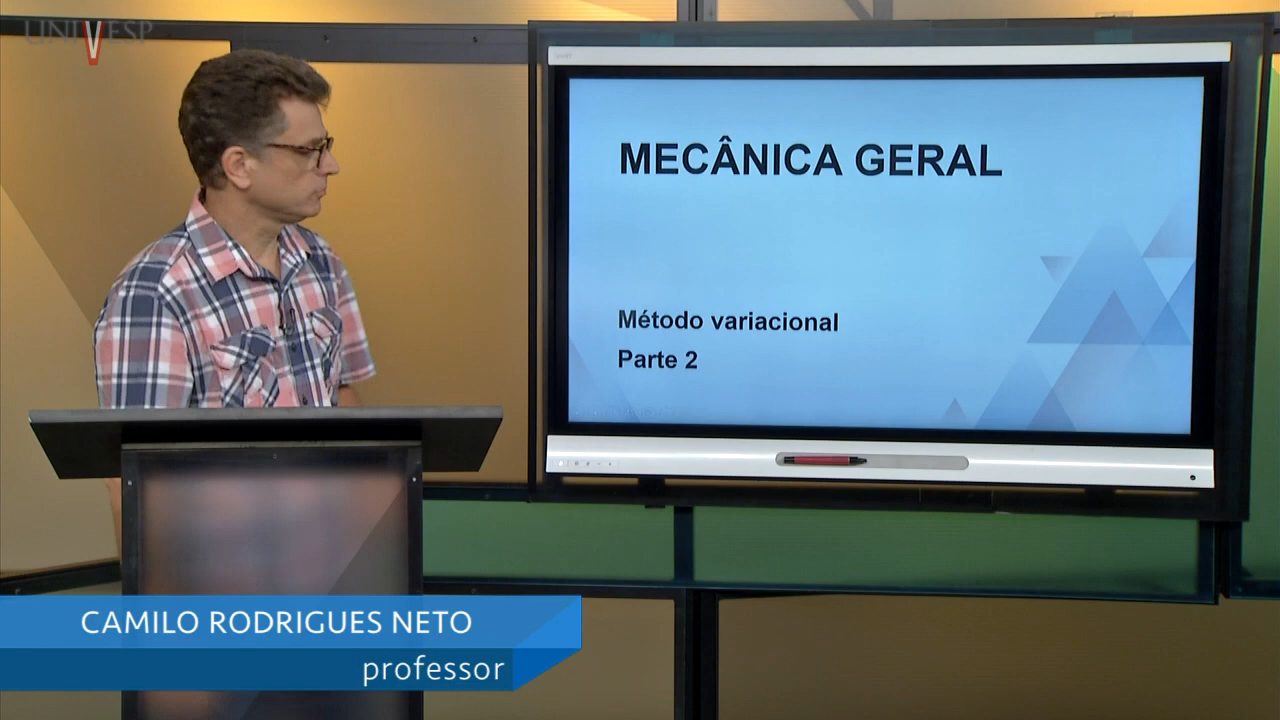 UNIVESP
MECÂNICA GERAL
Método variacional
Parte 2
CAMILO RODRIGUES NETO
professor